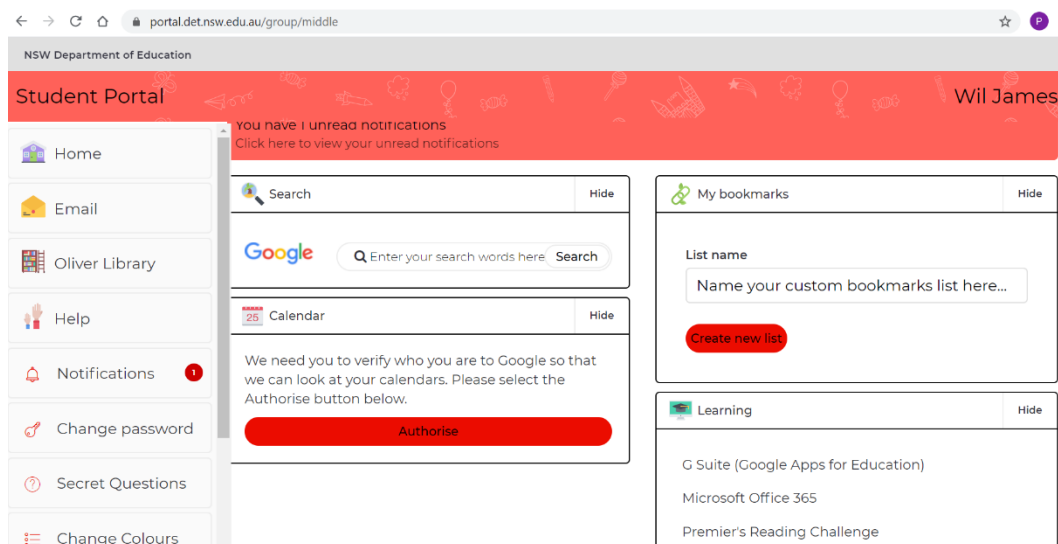 portal.det.nsw.edu.au/group/middle
P
NSW Department of Education
Student Portal
Wil James
You have 1 unread notifications
Click here to view your unread notifications
Home
Email
Oliver Library
Help
Notifications 1
Change password
Secret Questions
Change Colours
Search
Hide
Google
Enter your search words here
Search
25 Calendar
Hide
We need you to verify who you are to Google so that
we can look at your calendars. Please select the
Authorise button below.
Authorise
My bookmarks
Hide
List name
Name your custom bookmarks list here...
Create new list
Learning
Hide
G Suite (Google Apps for Education)
Microsoft Office 365
Premier's Reading Challenge